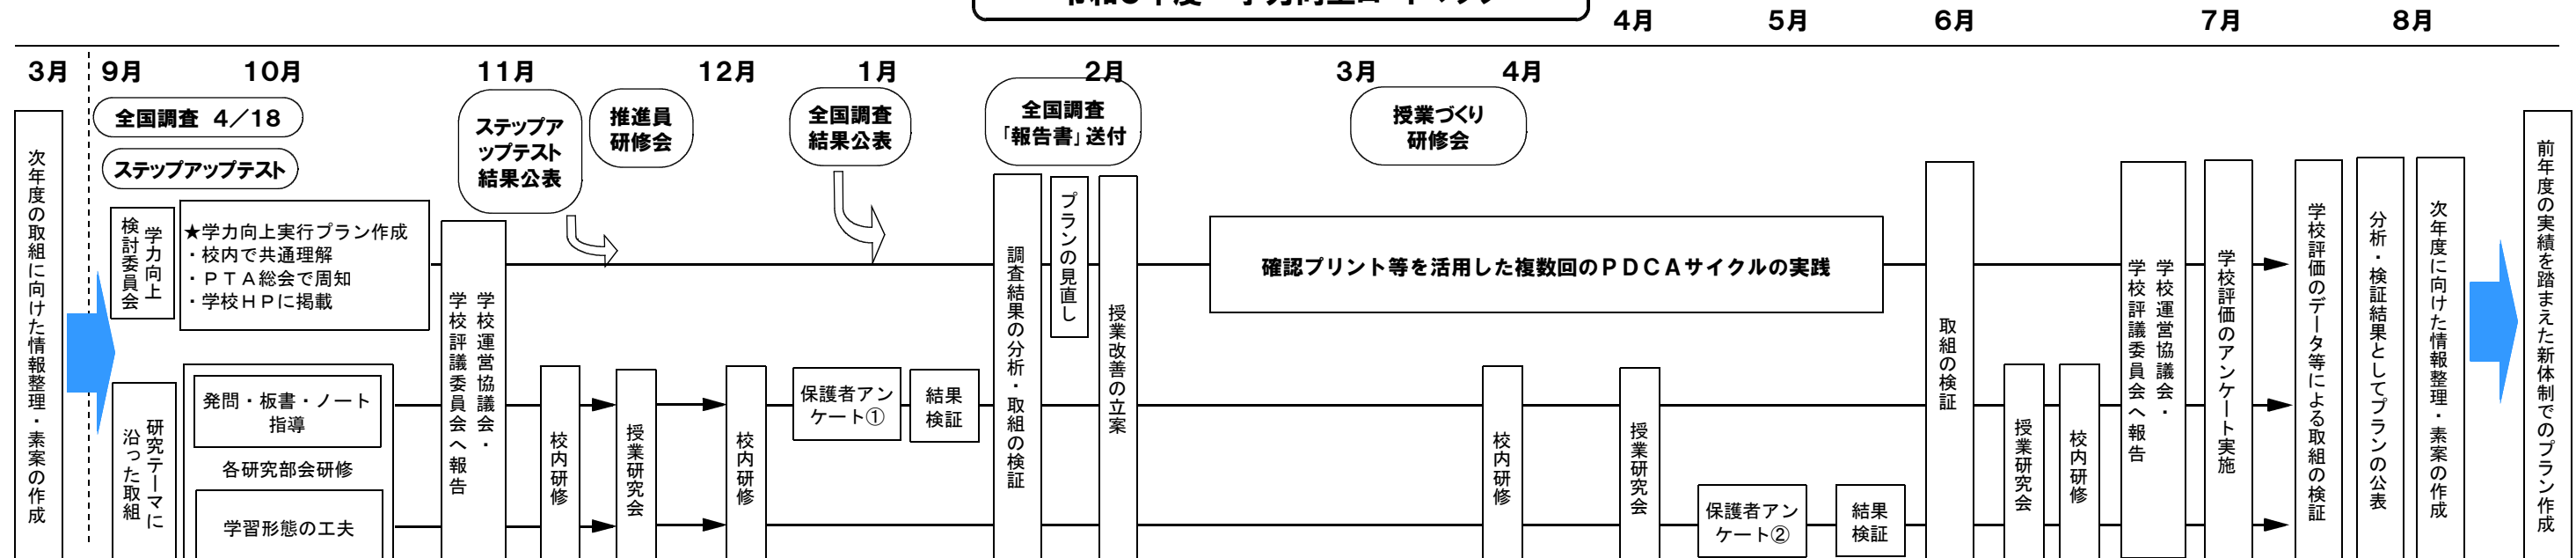 4月
5月
6月
7月
8月
3月
9月
10月
11月
12月
1月
2月
3月
4月
全国調査 4／18
ステップアップテスト
ステップア
ップテスト
結果公表
推進員
研修会
全国調査
結果公表
全国調査
「報告書」送付
授業づくり
研修会
次年度の取組に向けた情報整理・素案の作成
学力向上
検討委員会
★学力向上実行プラン作成
・校内で共通理解
・ＰＴＡ総会で周知
・学校ＨＰに掲載
研究テーマに
沿った取組
発問・板書・ノート
指導
各研究部会研修
学習形態の工夫
学校運営協議会・
学校評議委員会へ報告
校内研修
授業研究会
校内研修
保護者アン
ケート①
結果
検証
調査結果の分析・取組の検証
プランの見直し
授業改善の立案
確認プリント等を活用した複数回のＰＤＣＡサイクルの実践
校内研修
授業研究会
保護者アン
ケート②
結果
検証
取組の検証
授業研究会
校内研修
学校運営協議会・
学校評議委員会へ報告
学校評価のアンケート実施
学校評価のデータ等による取組の検証
分析・検証結果としてプランの公表
次年度に向けた情報整理・素案の作成
前年度の実績を踏まえた新体制でのプラン作成